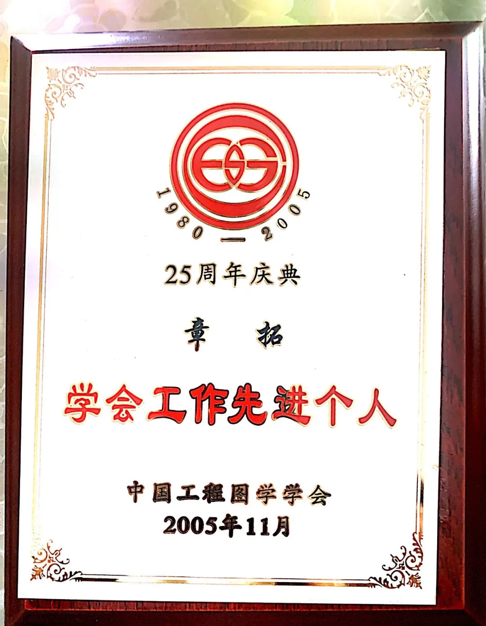 1980—2005
25周年庆典
章 拓
学会工作先进个人
中国工程图学学会
2005年11月